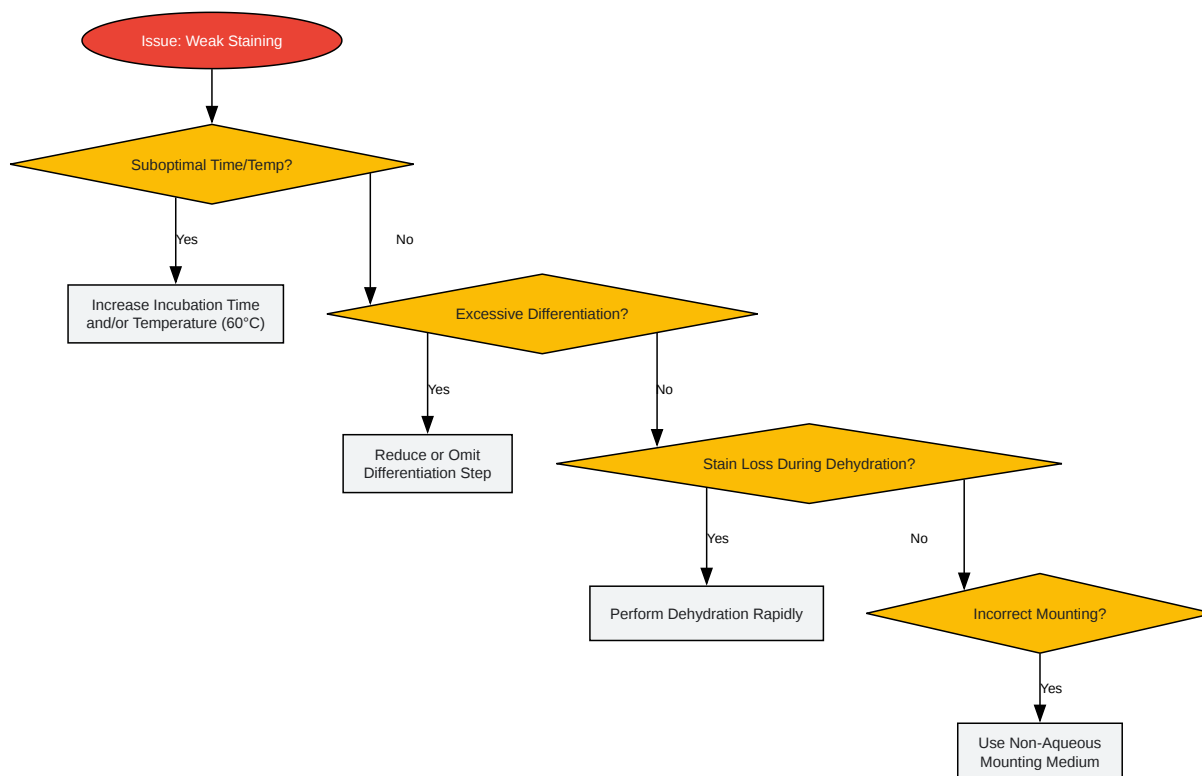 Issue: Weak Staining
Suboptimal Time/Temp?
Yes
No
Increase Incubation Time
and/or Temperature (60°C)
Excessive Differentiation?
Yes
No
Reduce or Omit
Differentiation Step
Stain Loss During Dehydration?
Yes
No
Perform Dehydration Rapidly
Incorrect Mounting?
Yes
Use Non-Aqueous
Mounting Medium